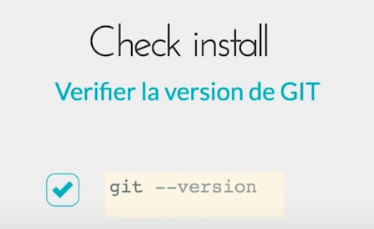 Check install
Verifier la version de GIT
git --version